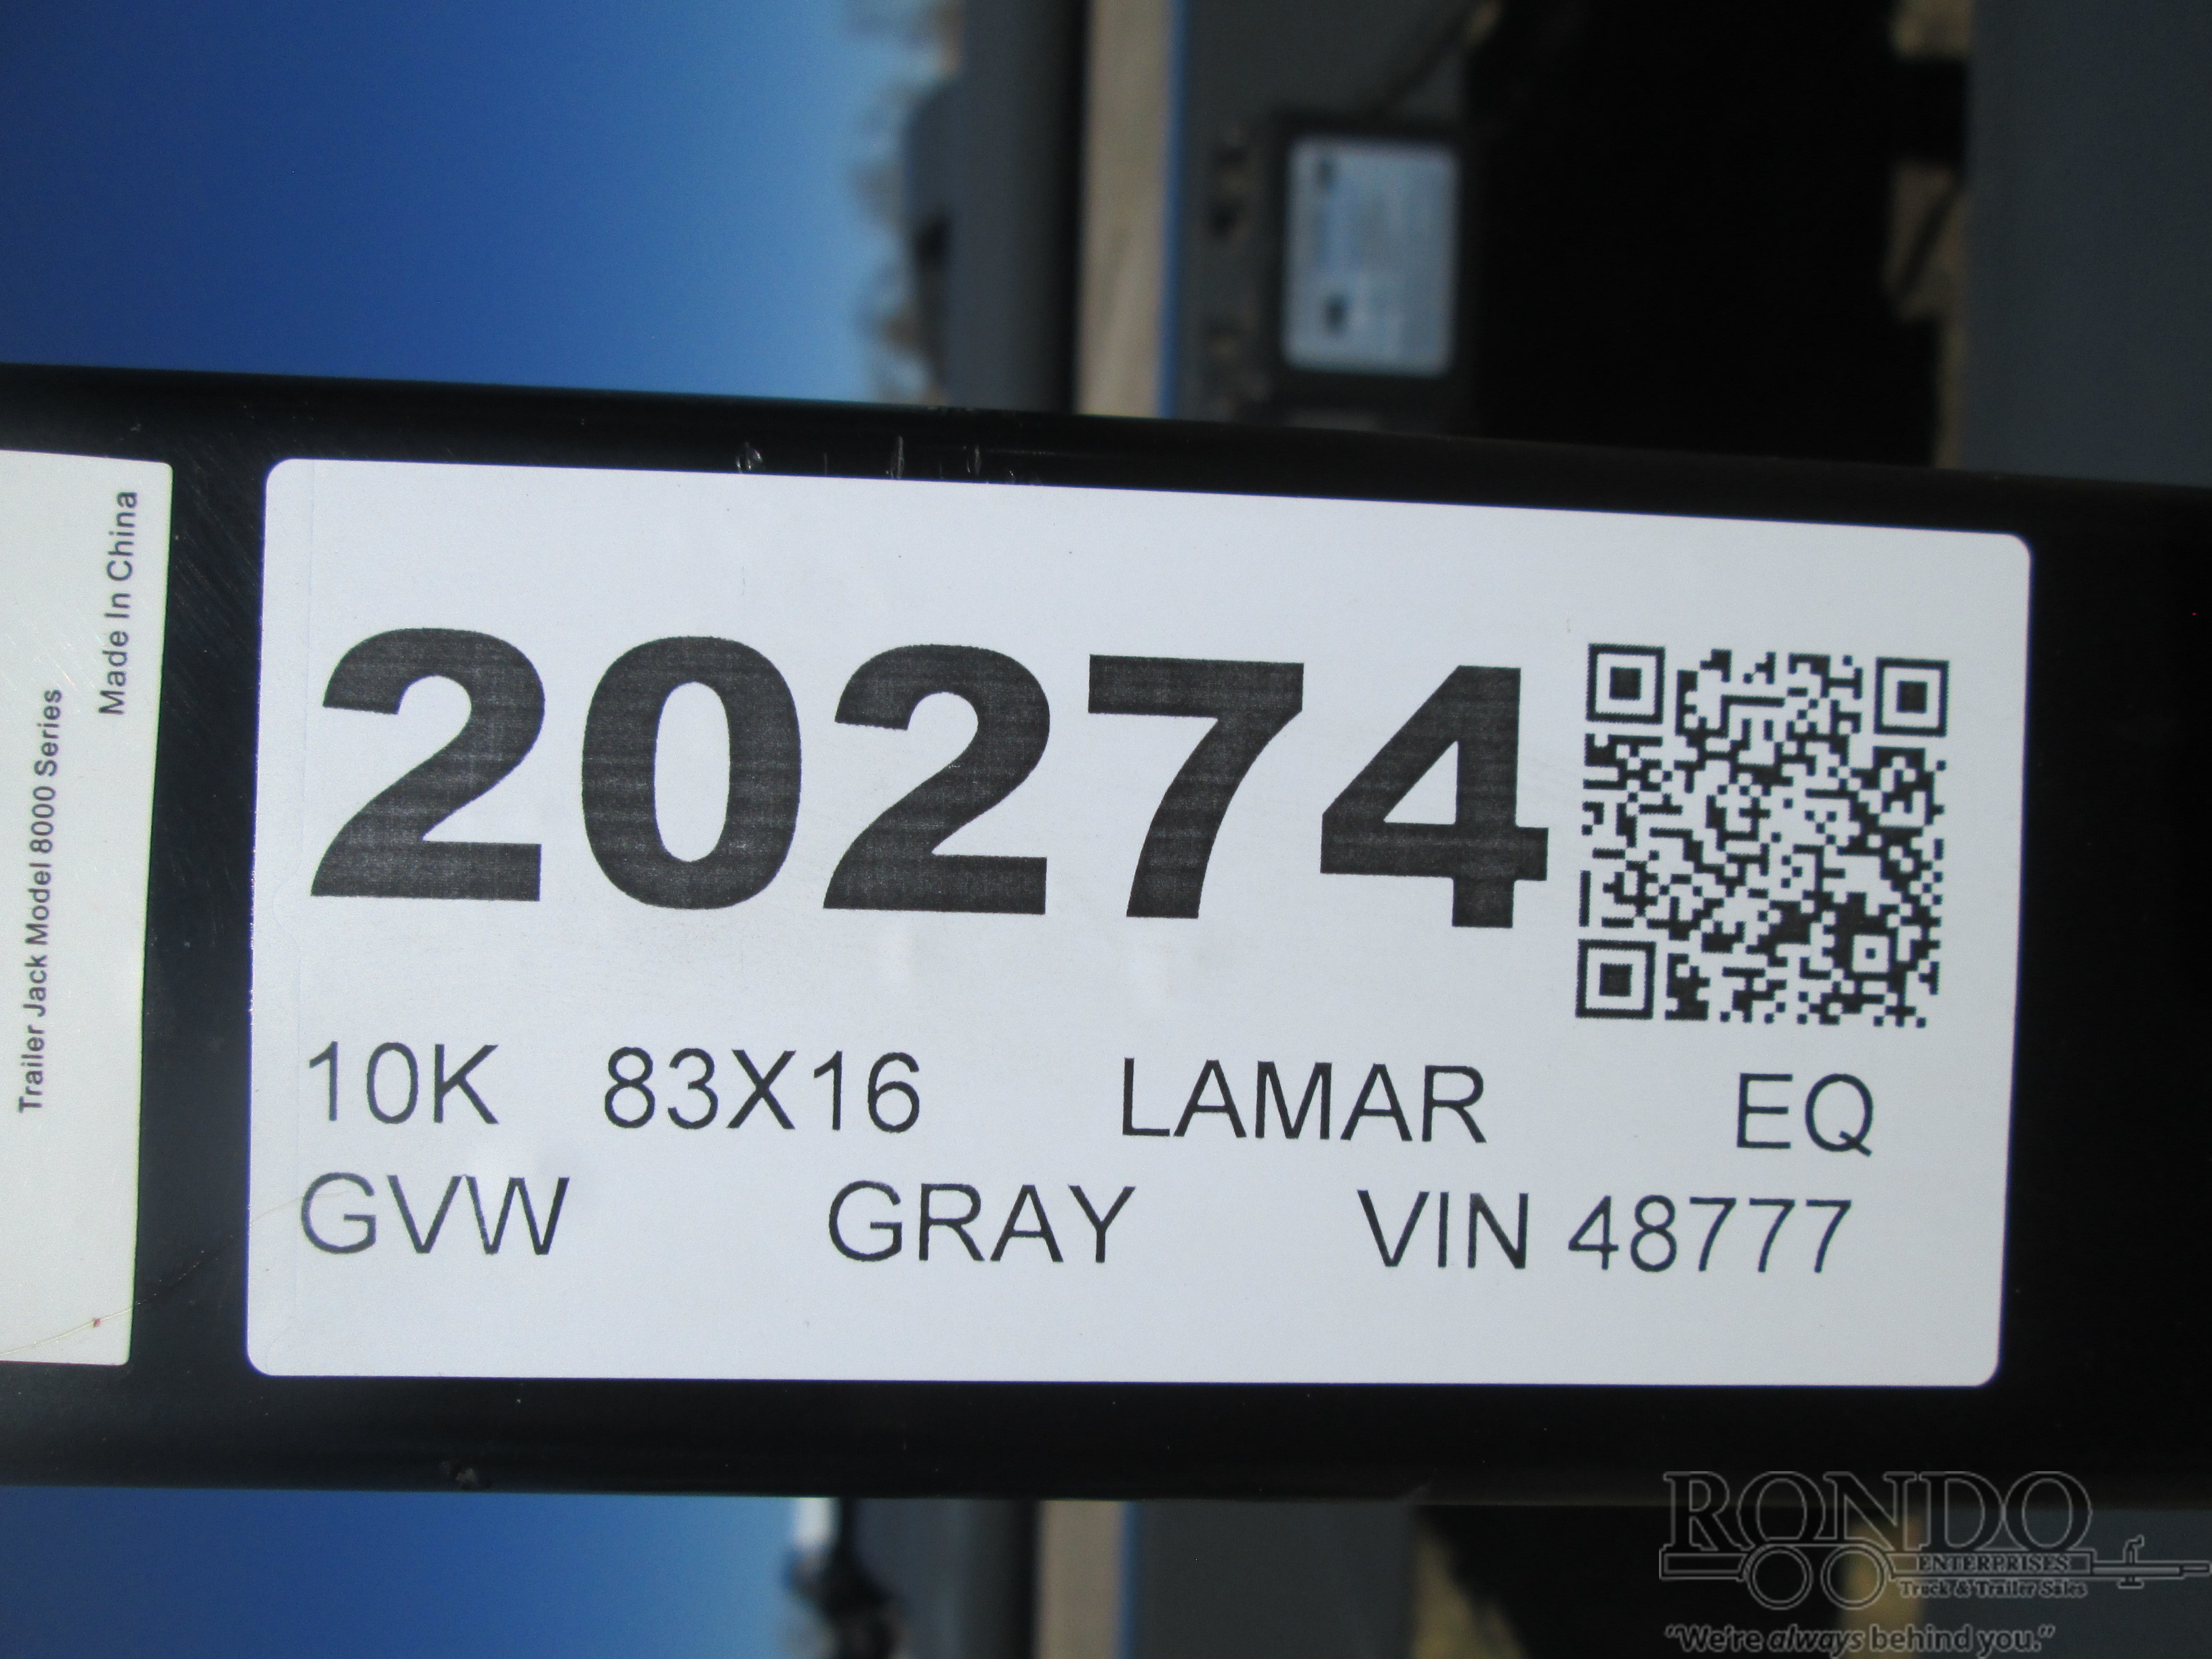 Made In China
Trailer Jack Model 8000 Series
20274
10K 83X16 LAMAR EQ
GVW GRAY VIN 48777
RONDO
ENTERPRISES
Truck & Trailer Sales
"We're always behind you."